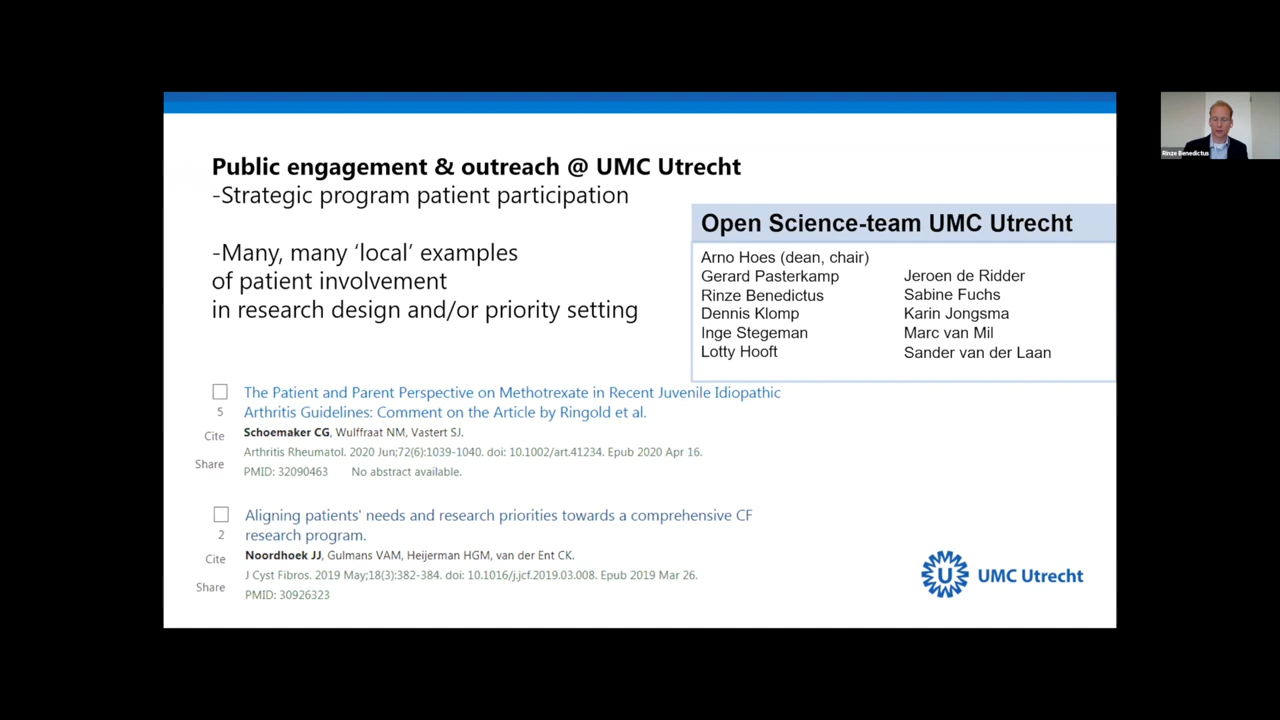 Public engagement & outreach @ UMC Utrecht
-Strategic program patient participation
-Many, many ‘local’ examples
of patient involvement
in research design and/or priority setting
Open Science-team UMC Utrecht
Arno Hoes (dean, chair)
Gerard Pasterkamp
Rinze Benedictus
Dennis Klomp
Inge Stegeman
Lotty Hooft
Jeroen de Ridder
Sabine Fuchs
Karin Jongsma
Marc van Mil
Sander van der Laan
The Patient and Parent Perspective on Methotrexate in Recent Juvenile Idiopathic
5
Arthritis Guidelines: Comment on the Article by Ringold et al.
Cite
Schoemaker CG, Wulffraat NM, Vastert SJ.
Arthritis Rheumatol. 2020 Jun;72(6):1039-1040. doi: 10.1002/art.41234. Epub 2020 Apr 16.
Share
PMID: 32090463 No abstract available.
Aligning patients' needs and research priorities towards a comprehensive CF
2
research program.
Cite
Noordhoek JJ, Gulmans VAM, Heijerman HGM, van der Ent CK.
J Cyst Fibros. 2019 May;18(3):382-384. doi: 10.1016/j.jcf.2019.03.008. Epub 2019 Mar 26.
Share
PMID: 30926323
U
UMC Utrecht
Rinze Benedictus